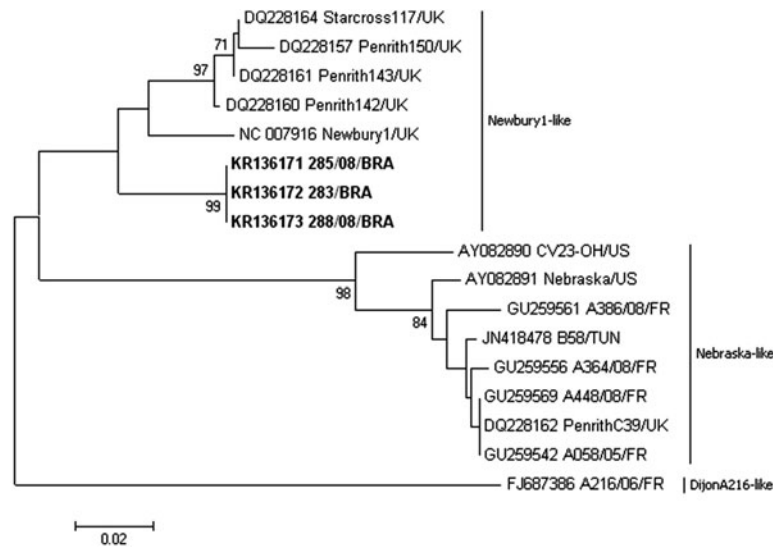 DQ228164 Starcross117/UK
71
DQ228157 Penrith150/UK
97
DQ228161 Penrith143/UK
DQ228160 Penrith142/UK
Newbury1-like
NC 007916 Newbury1/UK
KR136171 285/08/BRA
KR136172 283/BRA
99
KR136173 288/08/BRA
AY082890 CV23-OH/US
AY082891 Nebraska/US
98
GU259561 A386/08/FR
84
JN418478 B58/TUN
Nebraska-like
GU259556 A364/08/FR
GU259569 A448/08/FR
DQ228162 PenrithC39/UK
GU259542 A058/05/FR
FJ687386 A216/06/FR
DijonA216-like
0.02